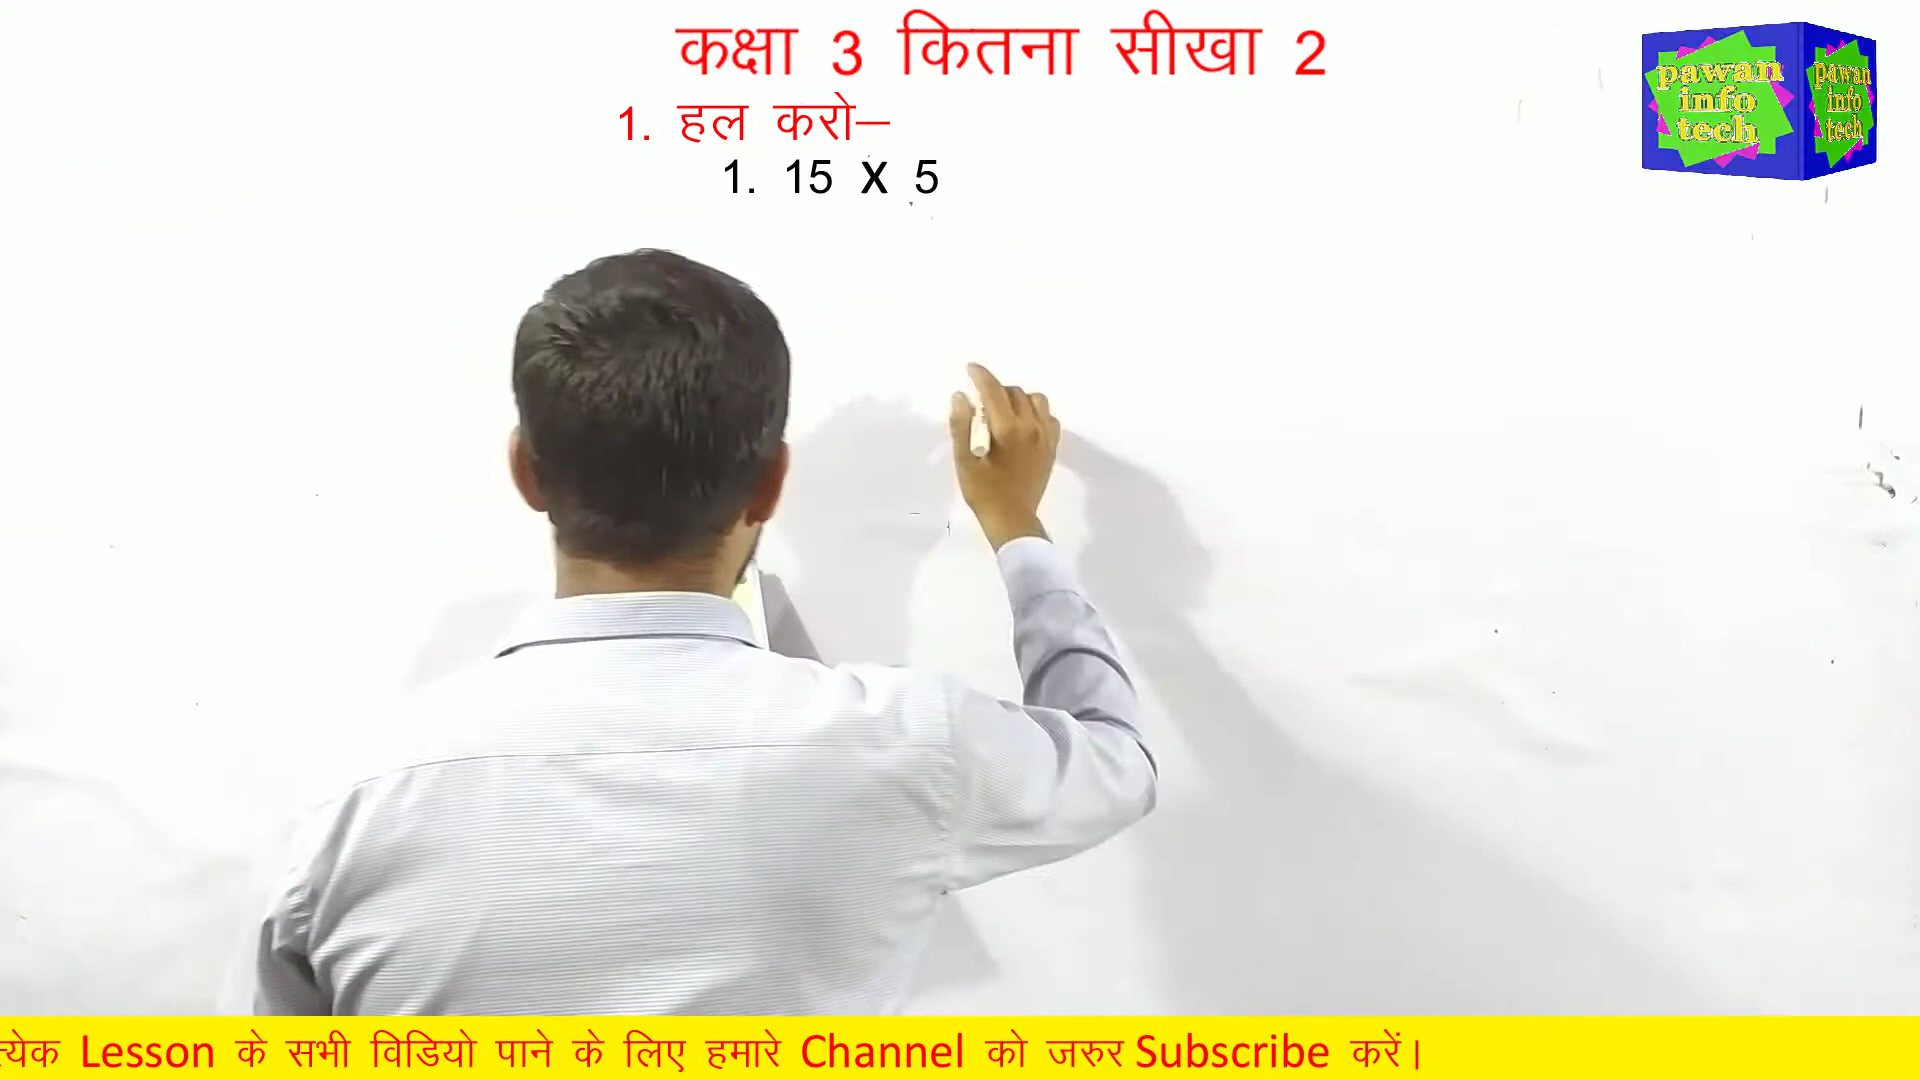 कक्षा 3 कितना सीखा 2
1. हल करो–
1. 15 X 5
pawan
info
tech
pawan
info
tech
Lesson के सभी विडियो पाने के लिए हमारे Channel को जरुर Subscribe करें।